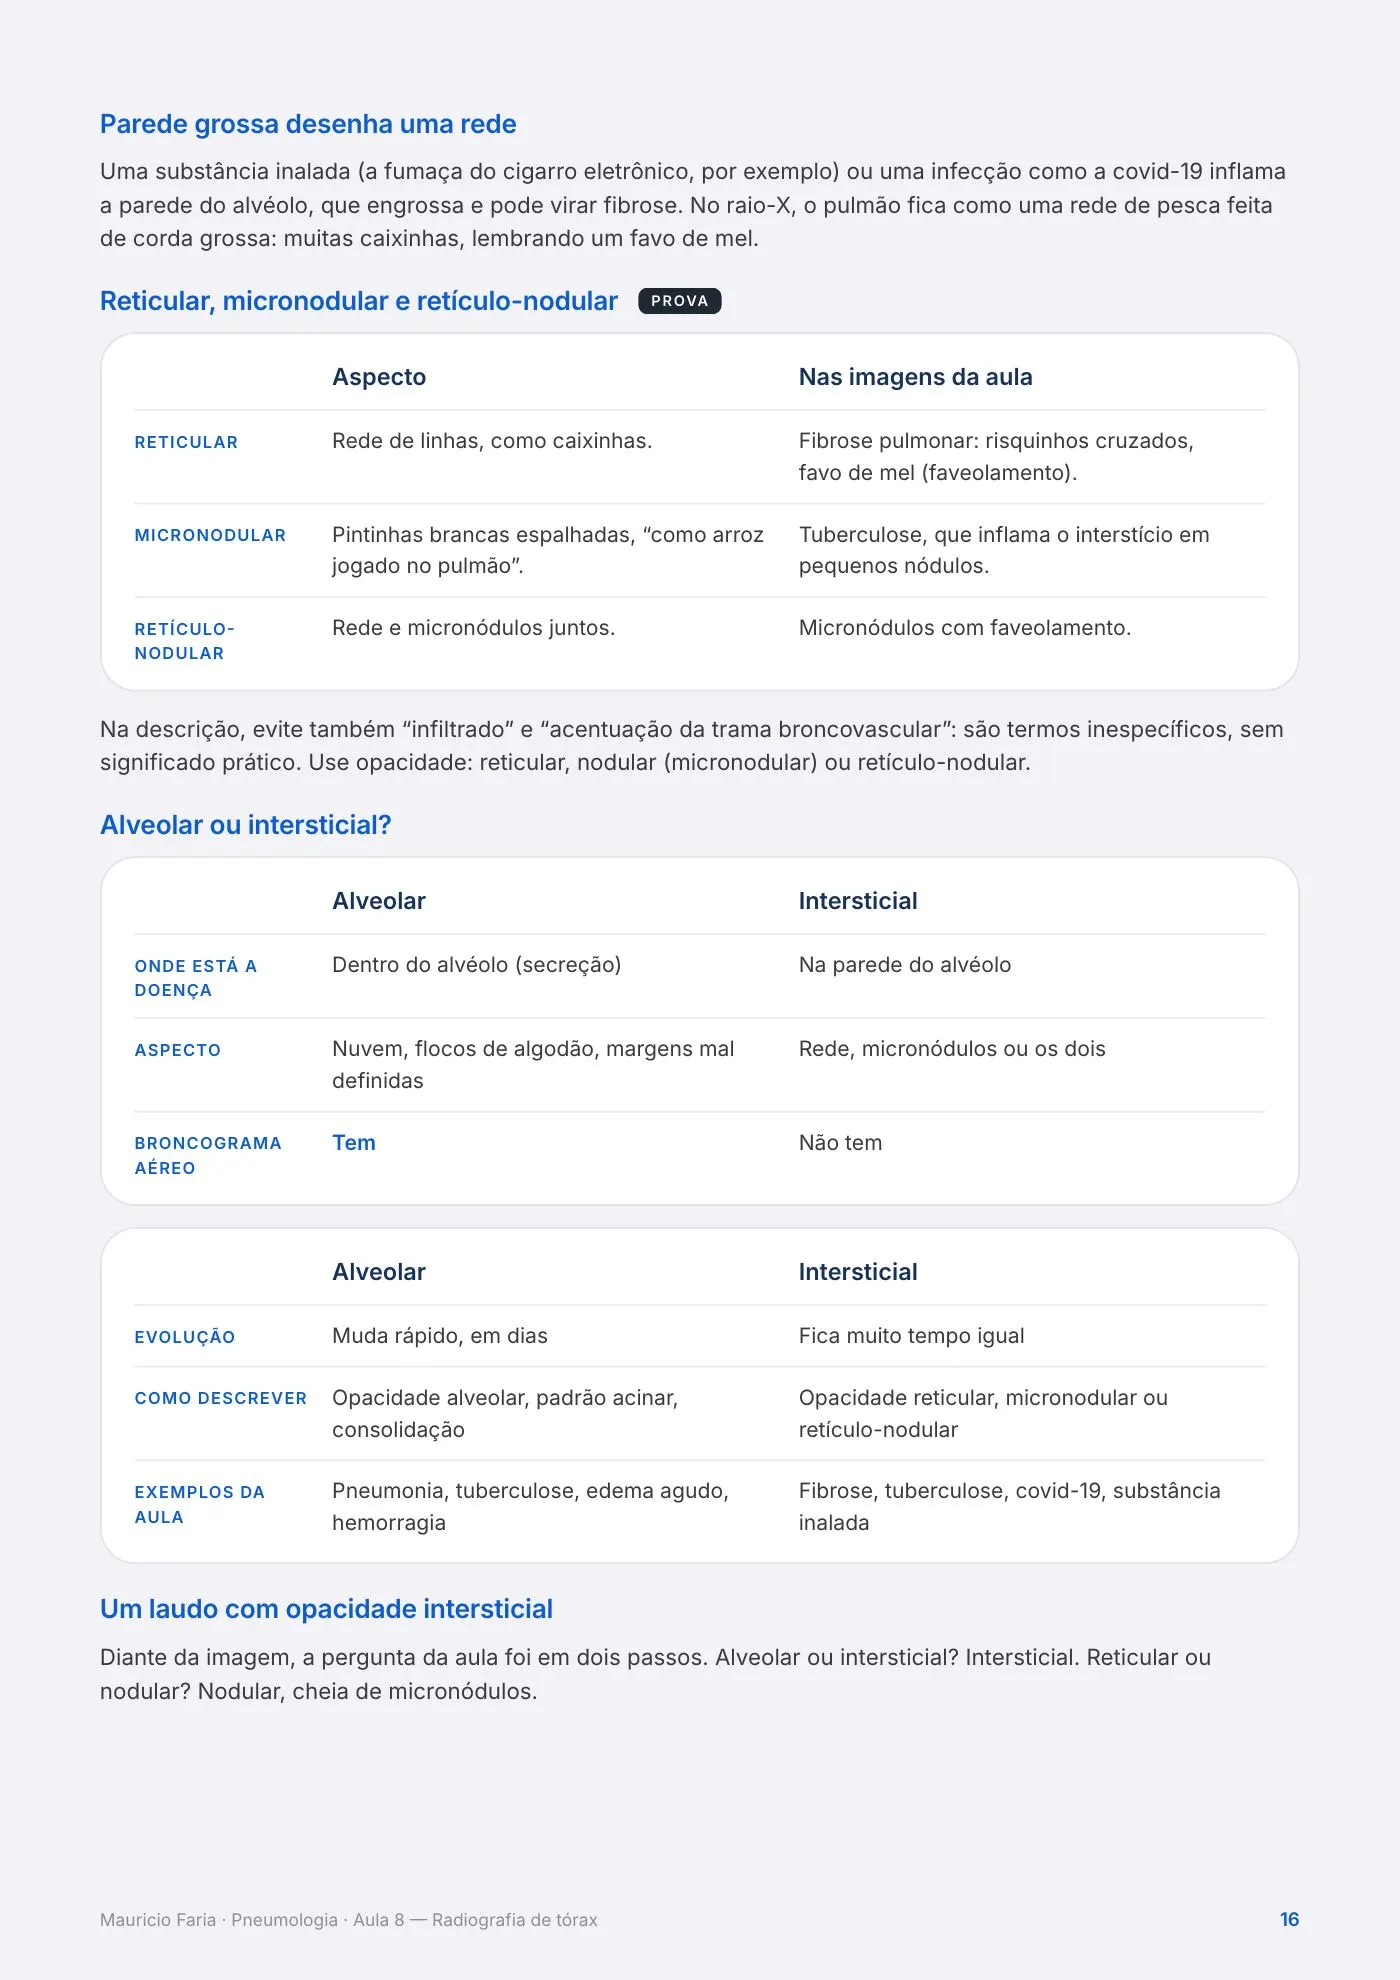 Parede grossa desenha uma rede
Uma substância inalada (a fumaça do cigarro eletrônico, por exemplo) ou uma infecção como a covid-19 inflama
a parede do alvéolo, que engrossa e pode virar fibrose. No raio-X, o pulmão fica como uma rede de pesca feita
de corda grossa: muitas caixinhas, lembrando um favo de mel.
Reticular, micronodular e retículo-nodular PROVA
Aspecto Nas imagens da aula
RETICULAR Rede de linhas, como caixinhas. Fibrose pulmonar: risquinhos cruzados,
favo de mel (faveolamento).
MICRONODULAR Pintinhas brancas espalhadas, “como arroz Tuberculose, que inflama o interstício em
jogado no pulmão”. pequenos nódulos.
RETÍCULO- Rede e micronódulos juntos. Micronódulos com faveolamento.
NODULAR
Na descrição, evite também “infiltrado” e “acentuação da trama broncovascular”: são termos inespecíficos, sem
significado prático. Use opacidade: reticular, nodular (micronodular) ou retículo-nodular.
Alveolar ou intersticial?
Alveolar Intersticial
ONDE ESTÁ A Dentro do alvéolo (secreção) Na parede do alvéolo
DOENÇA
ASPECTO Nuvem, flocos de algodão, margens mal Rede, micronódulos ou os dois
definidas
BRONCOGRAMA Tem Não tem
AÉREO
Alveolar Intersticial
EVOLUÇÃO Muda rápido, em dias Fica muito tempo igual
COMO DESCREVER Opacidade alveolar, padrão acinar, Opacidade reticular, micronodular ou
consolidação retículo-nodular
EXEMPLOS DA Pneumonia, tuberculose, edema agudo, Fibrose, tuberculose, covid-19, substância
AULA hemorragia inalada
Um laudo com opacidade intersticial
Diante da imagem, a pergunta da aula foi em dois passos. Alveolar ou intersticial? Intersticial. Reticular ou
nodular? Nodular, cheia de micronódulos.
Mauricio Faria · Pneumologia · Aula 8 — Radiografia de tórax 16